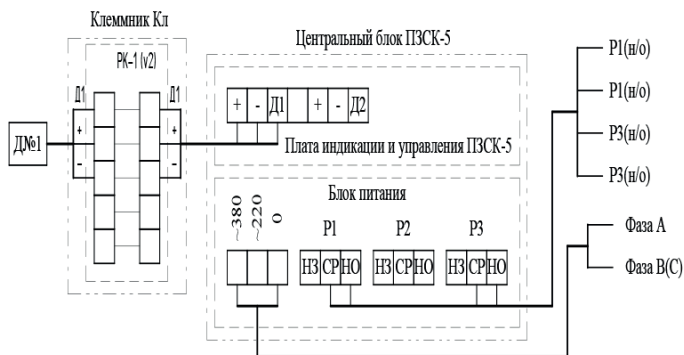 Клеммник Кл
РК-1 (v2)
Д1
Д1
Д№1
+
-
+
-
Центральный блок ПЗСК-5
+ - Д1 + - Д2
Плата индикации и управления ПЗСК-5
Блок питания
~380
~220
0
Р1
Р2
Р3
НЗ СР НО
НЗ СР НО
НЗ СР НО
Р1(н/о)
Р1(н/о)
Р3(н/о)
Р3(н/о)
Фаза А
Фаза В(С)